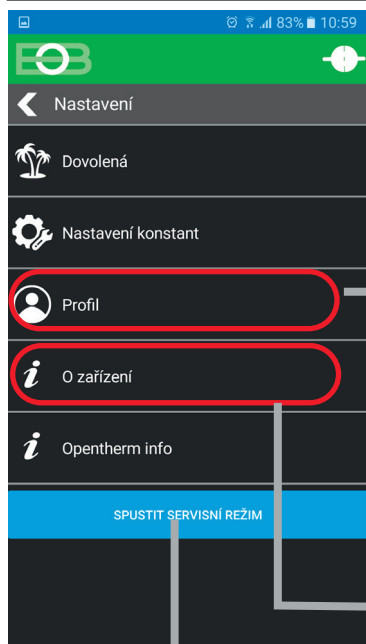 83% 10:59
EOB
Nastavení
Dovolená
Nastavení konstant
Profil
i O zařízení
i Opentherm info
SPUSTIT SERVISNÍ REŽIM